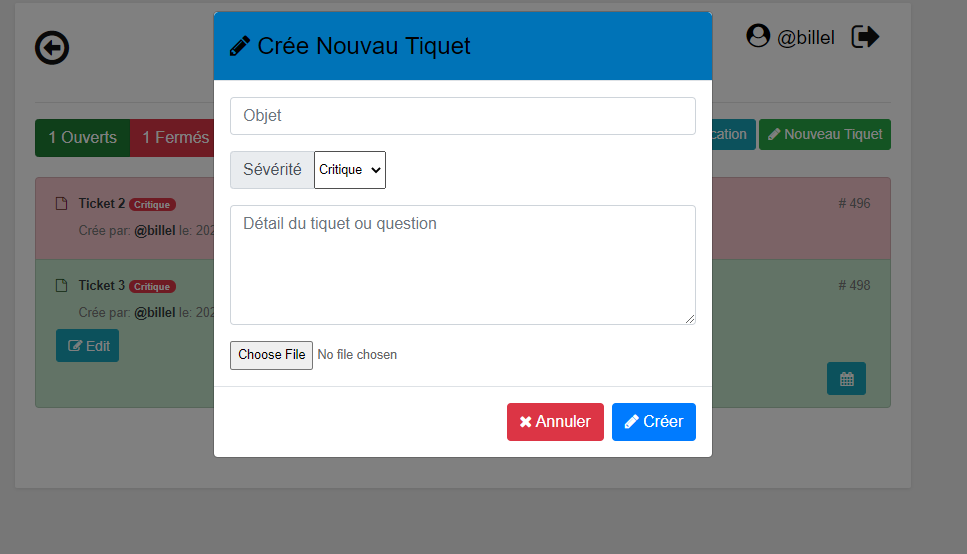 Crée Nouvau Tiquet
@billel
1 Ouverts
1 Fermés
cation
Nouveau Tiquet
Objet
Sévérité
Critique
Détail du tiquet ou question
Choose File No file chosen
Annuler
Créer
Ticket 2 Critique
# 496
Crée par: @billel le: 202
Ticket 3 Critique
# 498
Crée par: @billel le: 202
Edit